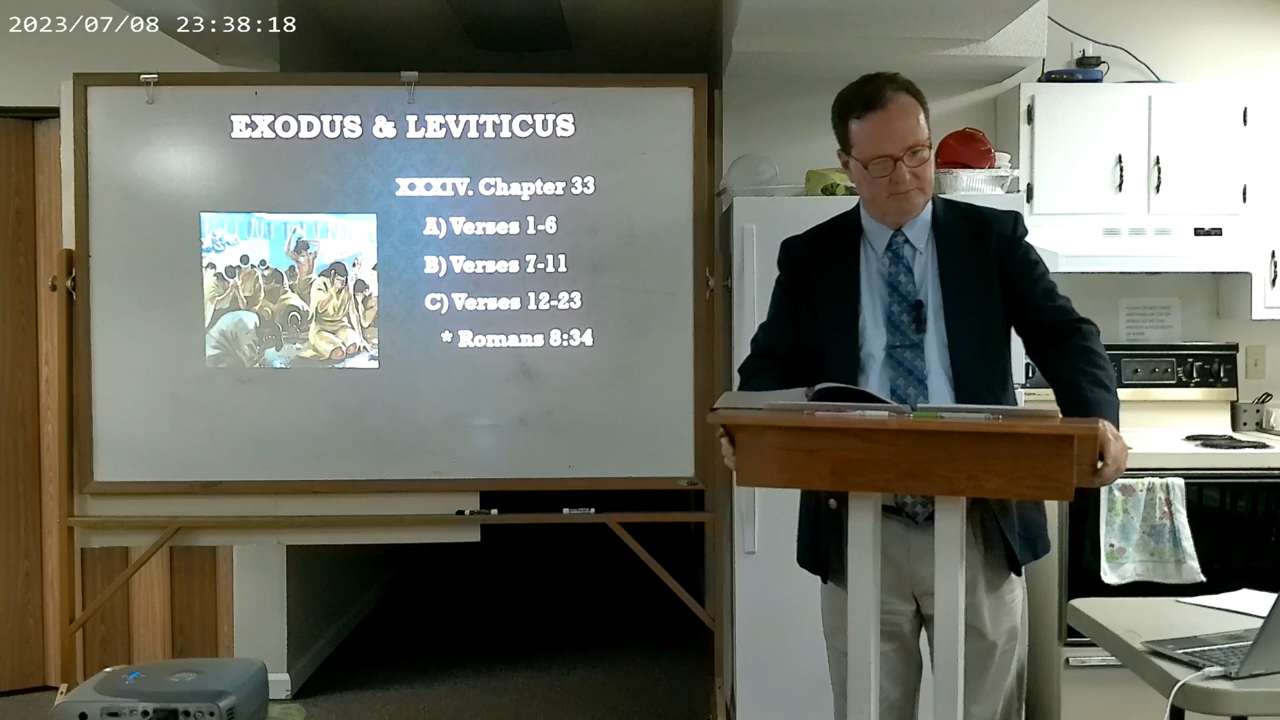 2023/07/08 23:38:18
EXODUS & LEVITICUS
XXXIV. Chapter 33
A) Verses 1-6
B) Verses 7-11
C) Verses 12-23
* Romans 8:34